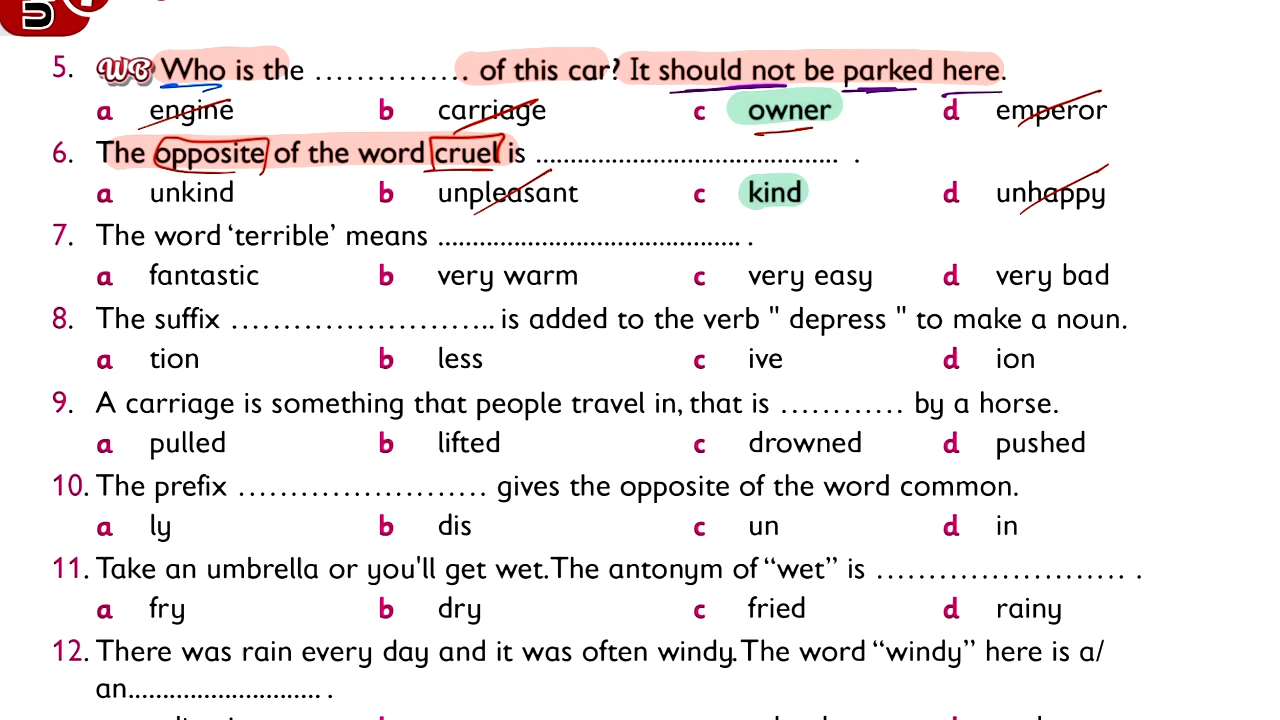 5. WB Who is the …………… of this car? It should not be parked here.
a engine b carriage c owner d emperor
6. The opposite of the word cruel is ........................................... .
a unkind b unpleasant c kind d unhappy
7. The word ‘terrible’ means ........................................... .
a fantastic b very warm c very easy d very bad
8. The suffix …………………….. is added to the verb " depress " to make a noun.
a tion b less c ive d ion
9. A carriage is something that people travel in, that is ………… by a horse.
a pulled b lifted c drowned d pushed
10. The prefix …………………… gives the opposite of the word common.
a ly b dis c un d in
11. Take an umbrella or you'll get wet. The antonym of “wet” is …………………… .
a fry b dry c fried d rainy
12. There was rain every day and it was often windy. The word “windy” here is a/
an............................ .